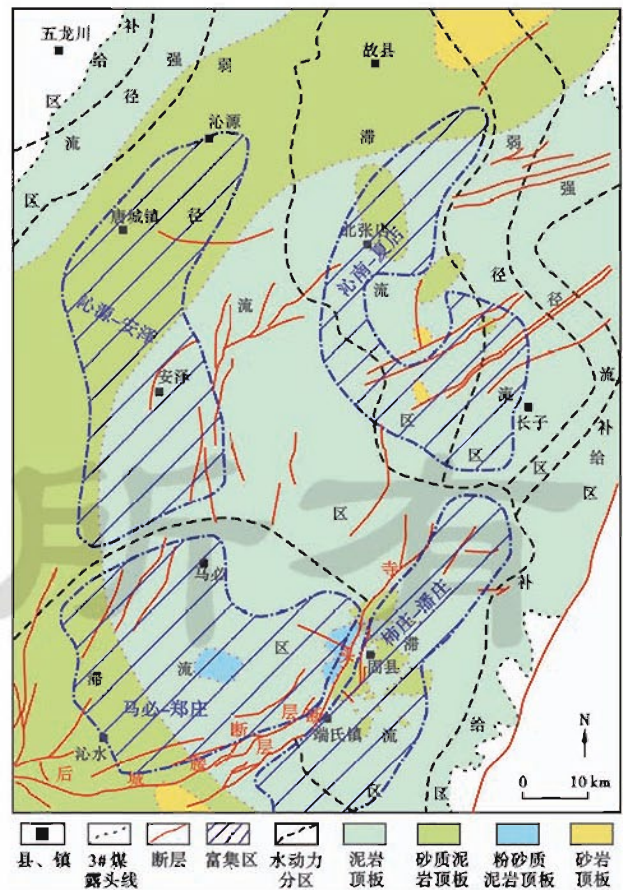 五龙川
补
给
区
强
径
流
区
弱
故县
沁源
滞
弱
强
唐城镇
径
北张店
沁南-夏店
流
径
径
沁源-安泽
流
安泽
流
流
长子
区
区
区
补
给
区
区
所有
马必
寺
柿庄-潘庄
补
滞
流
区
头
固县
滞
马必-郑庄
断
层
断
层
端氏镇
流
给
沁水
后
城
腰
区
区
N
0 10 km
县、镇
3#煤
露头线
断层
富集区
水动力
分区
泥岩
顶板
砂质泥
岩顶板
粉砂质
泥岩顶板
砂岩
顶板